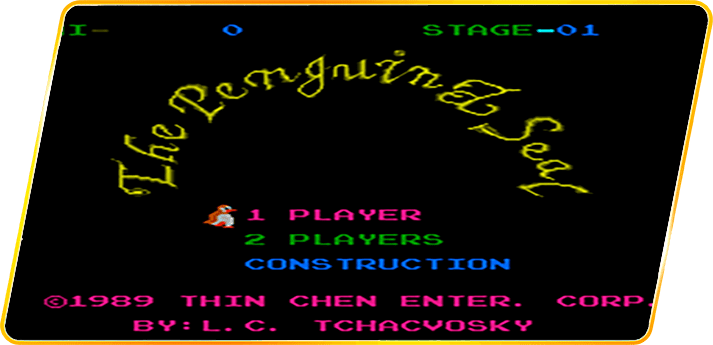 I-
0
STAGE-01
The Penguin & Seal
1 PLAYER
2 PLAYERS
CONSTRUCTION
©1989 THIN CHEN ENTER. CORP.
BY:L.C. TCHACVOSKY